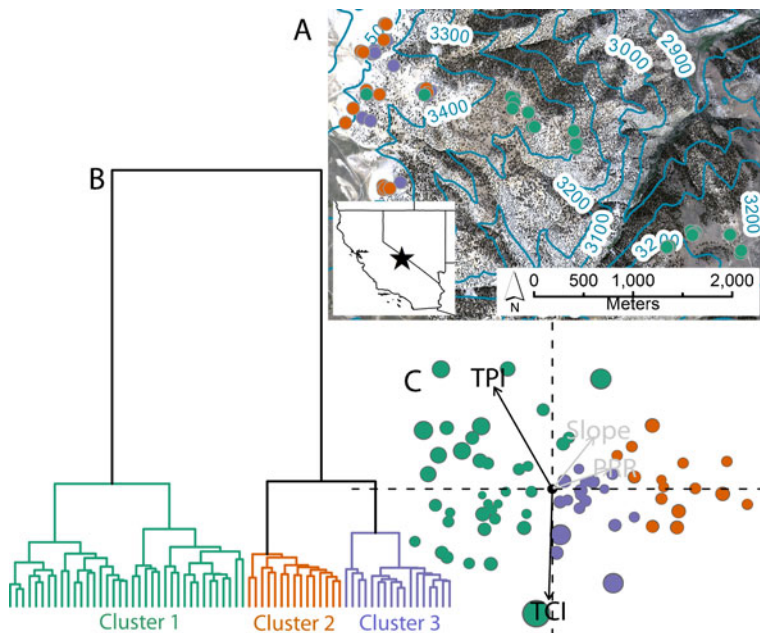 A
3300
3000
2900
3400
3200
3100
3200
N
0 500 1,000 2,000
Meters
B
Cluster 1
Cluster 2
Cluster 3
C
TPI
Slope
PRR
TCI